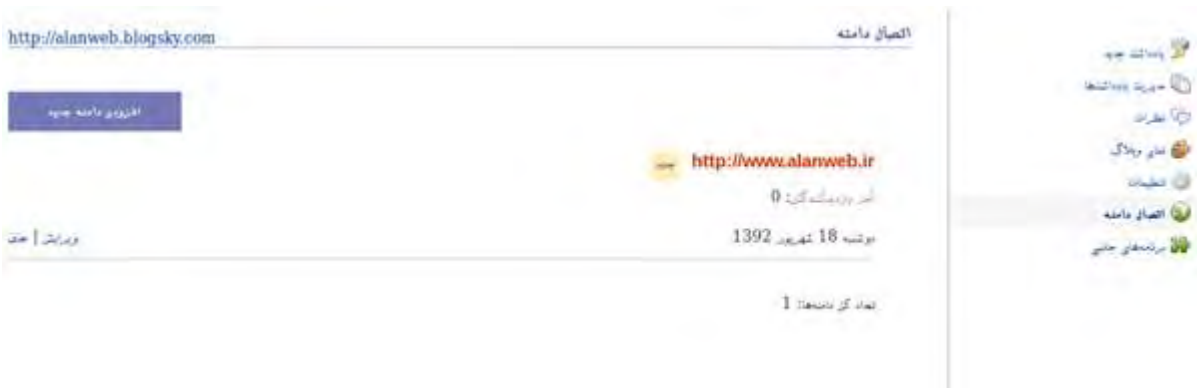 اتصال دامنه
http://alanweb.blogsky.com
یادداشت جدید
مدیریت یادداشتها
نظرات
نمای وبلاگ
تنظیمات
اتصال دامنه
برنامه‌های جانبی
افزودن دامنه جدید
http://www.alanweb.ir
جدید
آمار بازدیدکنندگان: 0
دوشنبه 18 شهریور 1392
ویرایش | حذف
تعداد کل دامنه‌ها: 1